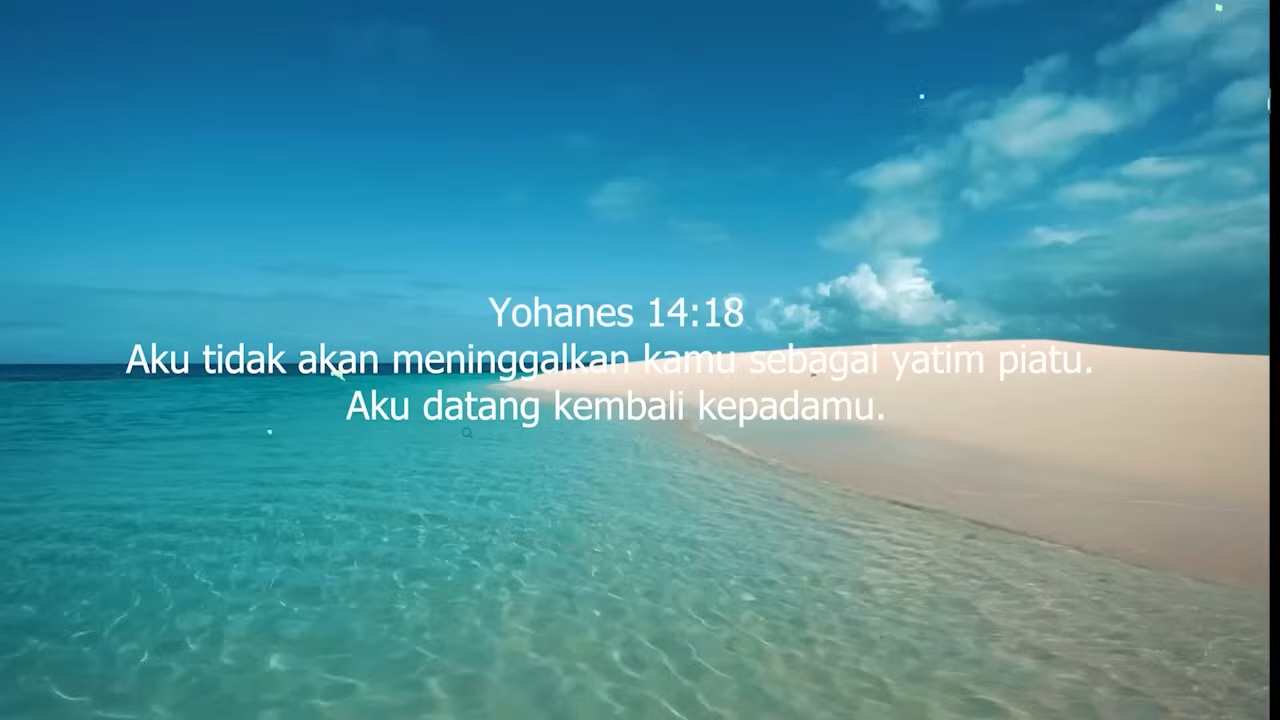 Yohanes 14:18
Aku tidak akan meninggalkan kamu sebagai yatim piatu.
Aku datang kembali kepadamu.